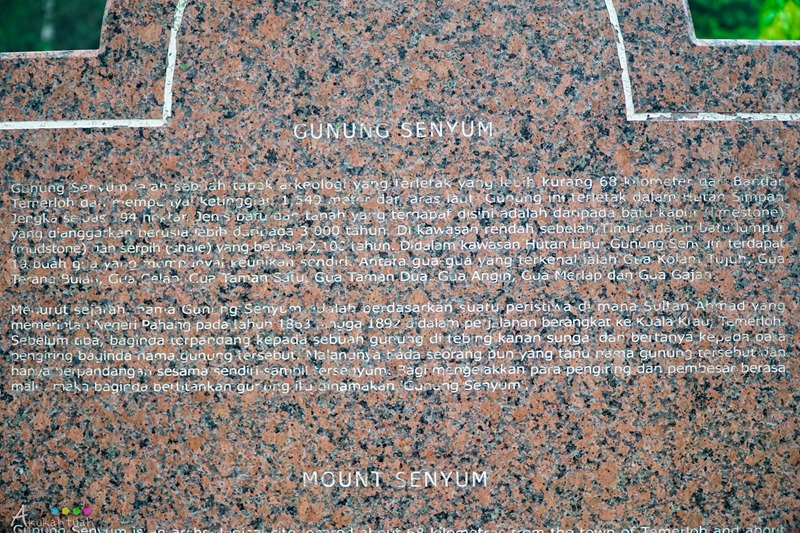 GUNUNG SENYUM
Gunung Senyum ialah sebuah tapak arkeologi yang terletak yang lebih kurang 68 kilometer dari Bandar
Temerloh dan mempunyai ketinggian 1,540 meter dari aras laut. Gunung ini terletak dalam Hutan Simpan
Jengka seluas hektar. Jenis batu dan tanah yang terdapat disini adalah daripada batu kapur (limestone)
yang dianggarkan berusia lebih daripada 3,000 tahun. Di kawasan rendah sebelah Timur adalah batu lumpur
(mudstone) dan serpih (shale) yang berusia 2,100 tahun. Didalam kawasan Hutan Lipur Gunung Senyum terdapat
buah gua yang mempunyai keunikan sendiri. Antara gua-gua yang terkenal ialah Gua Kolam Tujuh, Gua
Terang Bulan, Gua Gelap, Gua Taman Satu, Gua Taman Dua, Gua Angin, Gua Merlap dan Gua Gajah.
Menurut sejarah, nama Gunung Senyum adalah berdasarkan suatu peristiwa di mana Sultan Ahmad yang
memerintah Negeri Pahang pada tahun 1863 hingga 1892 didalam perjalanan berangkat ke Kuala Krau, Temerloh.
Sebelum tiba, baginda terpandang kepada sebuah gunung di tebing kanan sungai dan bertanya kepada para
pengiring baginda nama gunung tersebut. Malangnya tiada seorang pun yang tahu nama gunung tersebut dan
hanya berpandangan sesama sendiri sambil tersenyum. Bagi mengelakkan para pengiring dan pembesar berasa
malu, maka baginda bertitahkan gunung itu dinamakan 'Gunung Senyum'.
MOUNT SENYUM
Akukah Tuah
Gunung Senyum is an archeological site located about 68 kilometres from the town of Temerloh and about